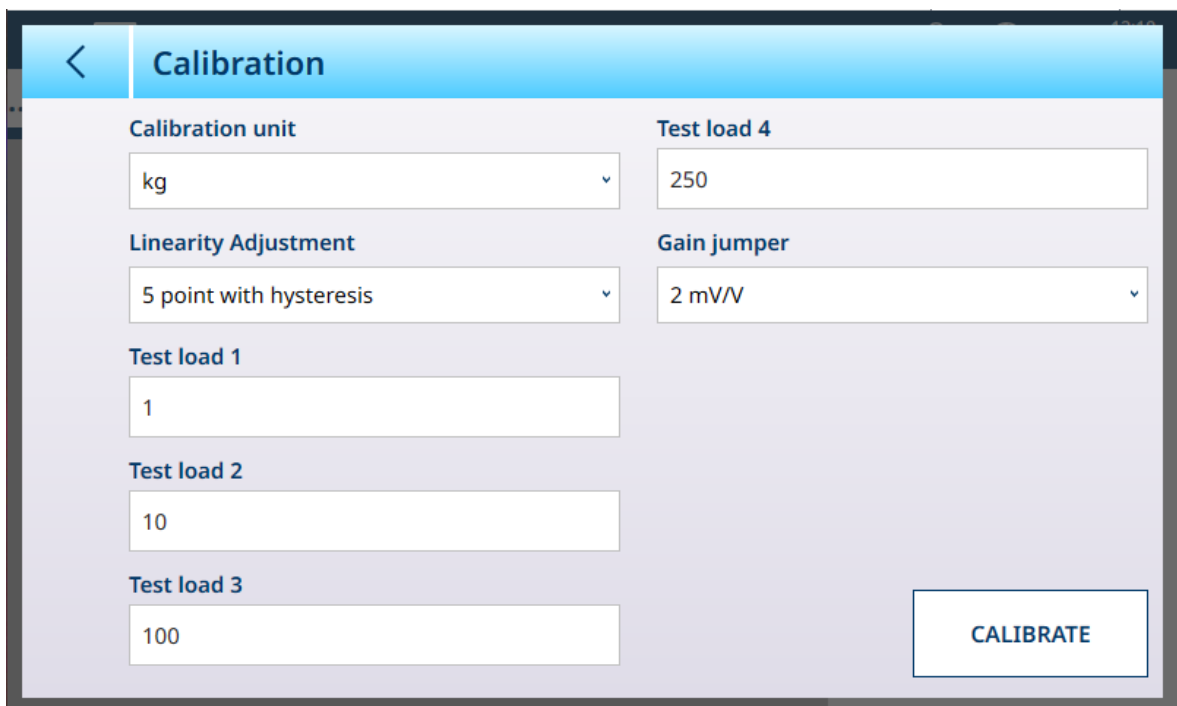 Calibration
Calibration unit
kg
Linearity Adjustment
5 point with hysteresis
Test load 1
1
Test load 2
10
Test load 3
100
Test load 4
250
Gain jumper
2 mV/V
CALIBRATE